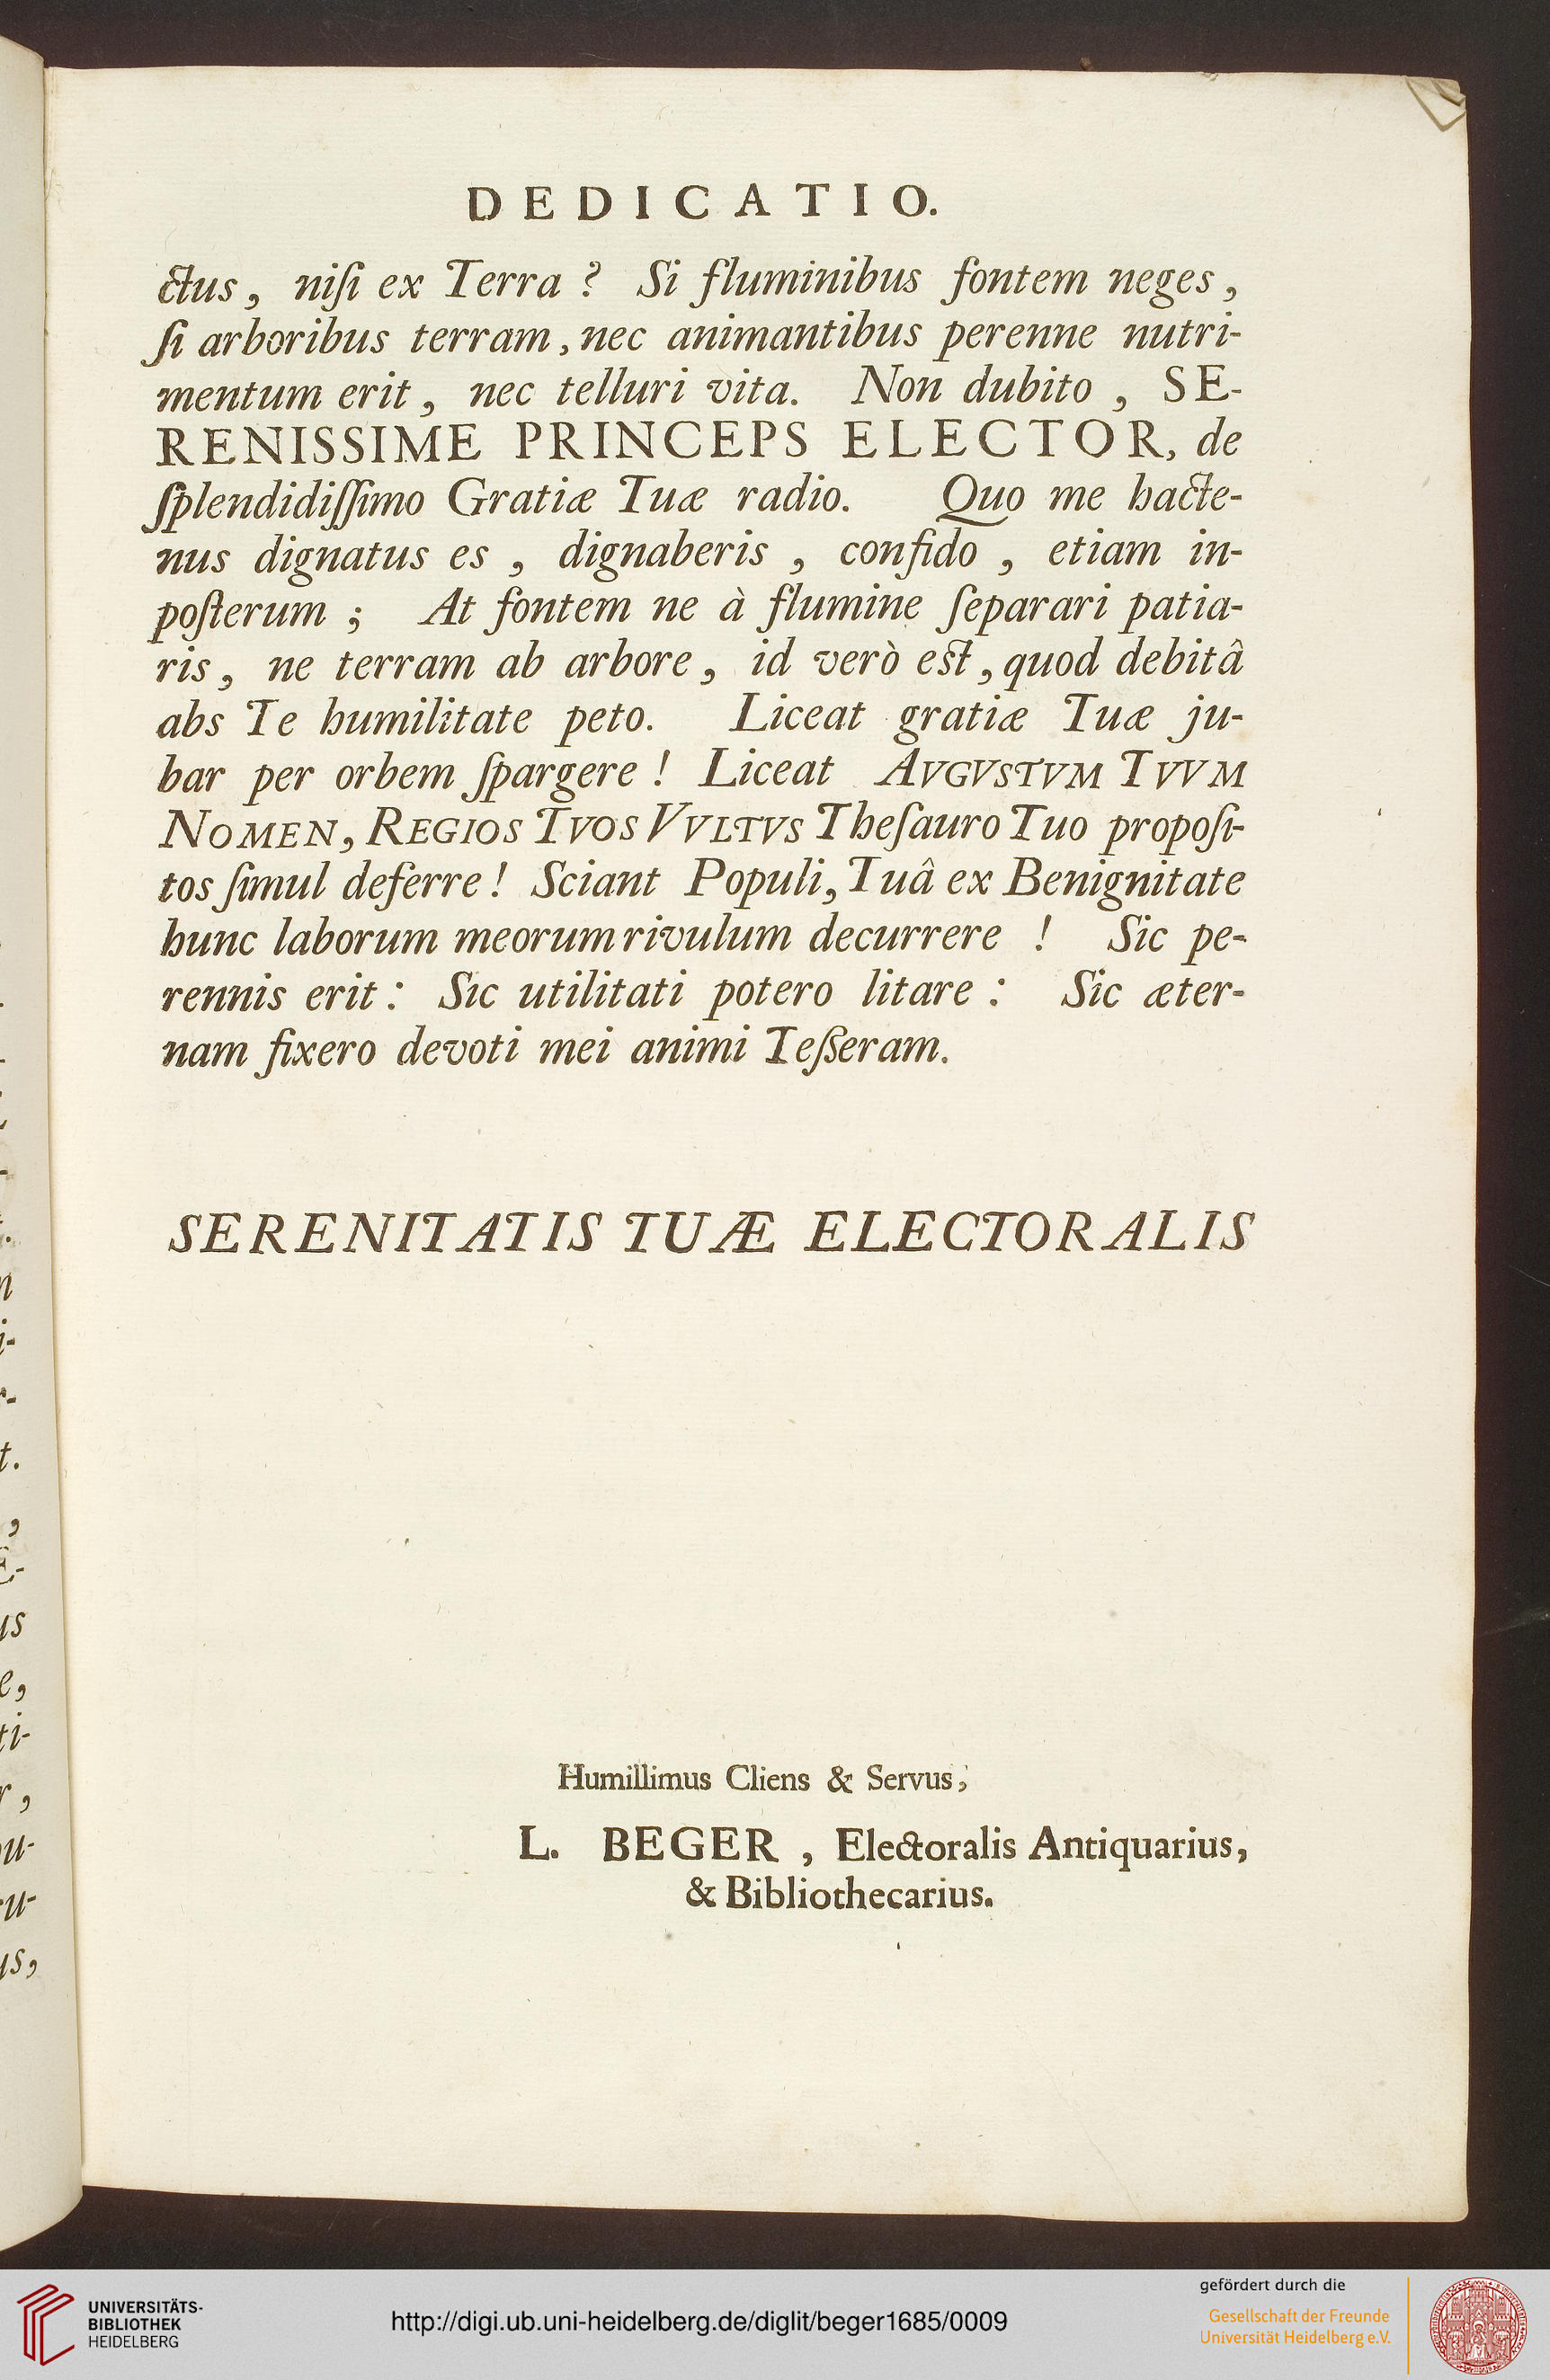 DEDICATIO.
ctus, niſi ex Terra? Si fluminibus fontem neges,
ſi arboribus terram, nec animantibus perenne nutri-
mentum erit, nec telluri vita. Non dubito, SE-
RENISSIME PRINCEPS ELECTOR, de
ſplendidiſſimo Gratiæ Tuæ radio. Quo me hacte-
nus dignatus es, dignaberis, confido, etiam in-
poſterum; At fontem ne à flumine ſeparari patia-
ris, ne terram ab arbore, id verò est, quod debitâ
abs Te humilitate peto. Liceat gratiæ Tuæ ju-
bar per orbem ſpargere! Liceat AVGVSTVM TVVM
NOMEN, REGIOS TVOS VVLTVS Theſauro Tuo propoſi-
tos ſimul deferre! Sciant Populi, Tuâ ex Benignitate
hunc laborum meorum rivulum decurrere! Sic pe-
rennis erit: Sic utilitati potero litare: Sic æter-
nam fixero devoti mei animi Teſſeram.
SERENITATIS TUÆ ELECTORALIS
Humillimus Cliens & Servus,
L. BEGER, Electoralis Antiquarius,
& Bibliothecarius.
UNIVERSITÄTS-
BIBLIOTHEK
HEIDELBERG
http://digi.ub.uni-heidelberg.de/diglit/beger1685/0009
gefördert durch die
Gesellschaft der Freunde
Universität Heidelberg e.V.